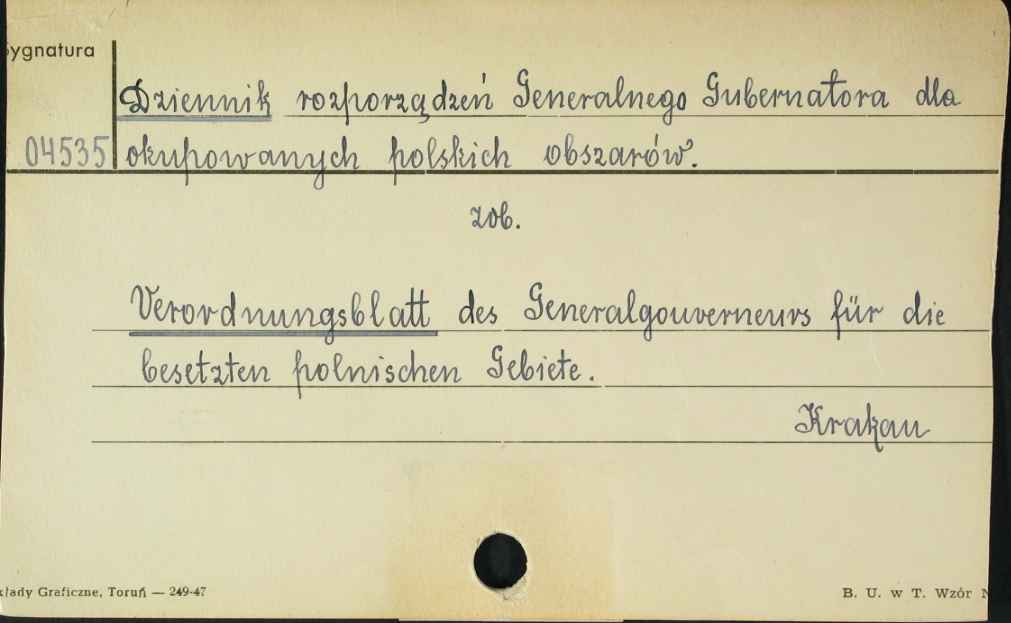 Sygnatura
Dziennik rozporządzeń Generalnego Gubernatora dla
04535 okupowanych polskich obszarów.
zob.
Verordnungsblatt des Generalgouverneurs für die
besetzten polnischen Gebiete.
Krakau
kłady Graficzne, Toruń — 249-47
B. U. w T. Wzór N